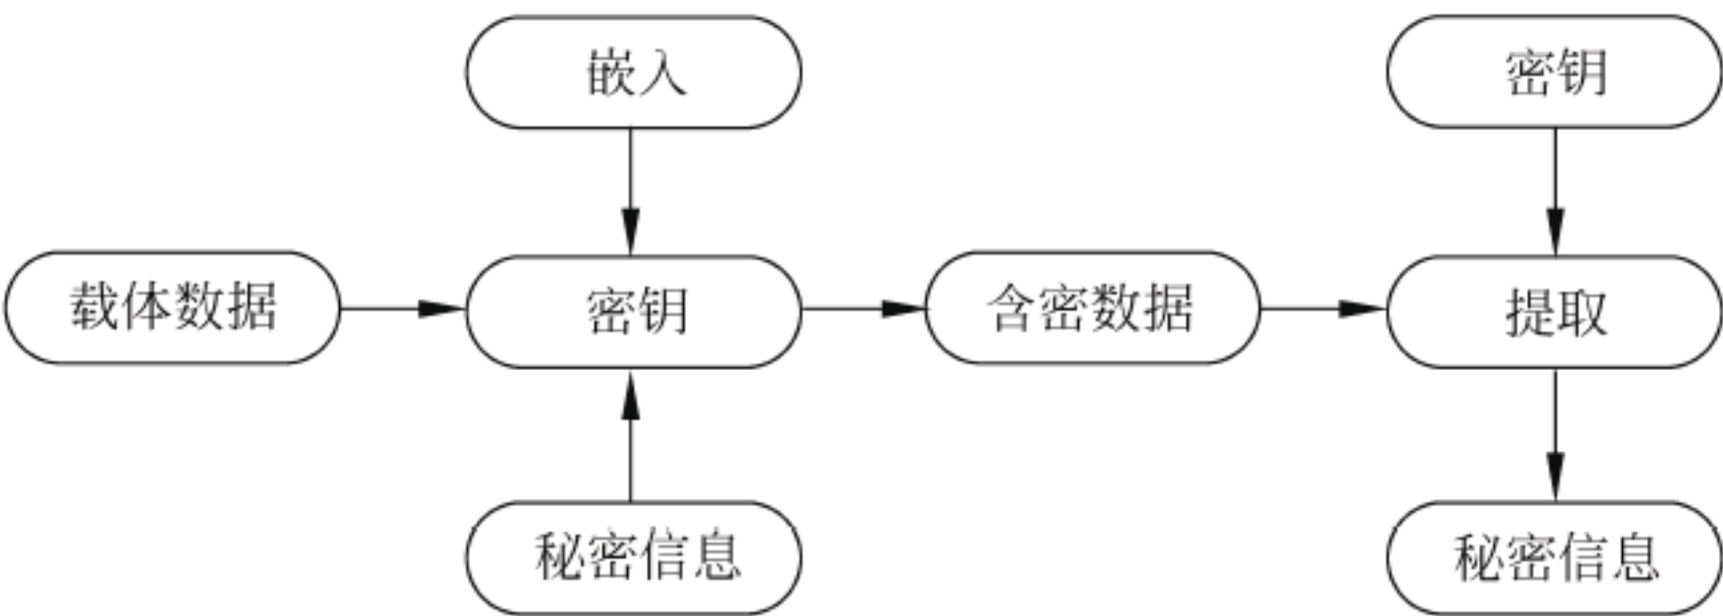 嵌入
密钥
载体数据
密钥
含密数据
提取
秘密信息
秘密信息